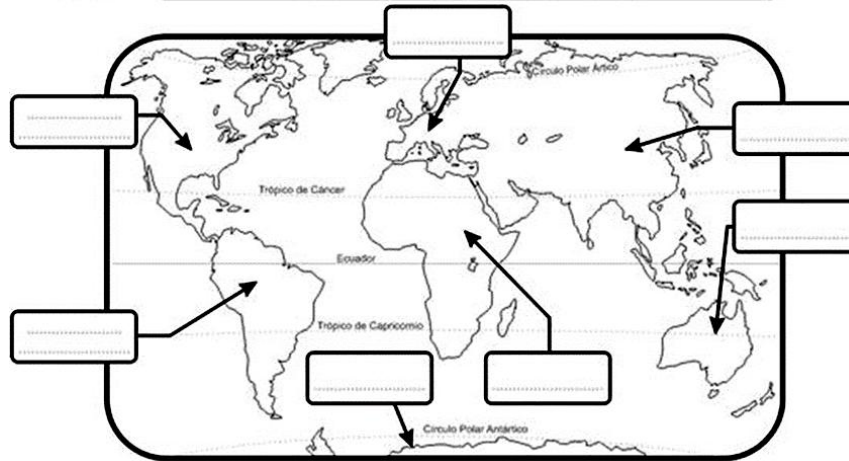 Círculo Polar Ártico
Trópico de Cáncer
Ecuador
Trópico de Capricornio
Círculo Polar Antártico